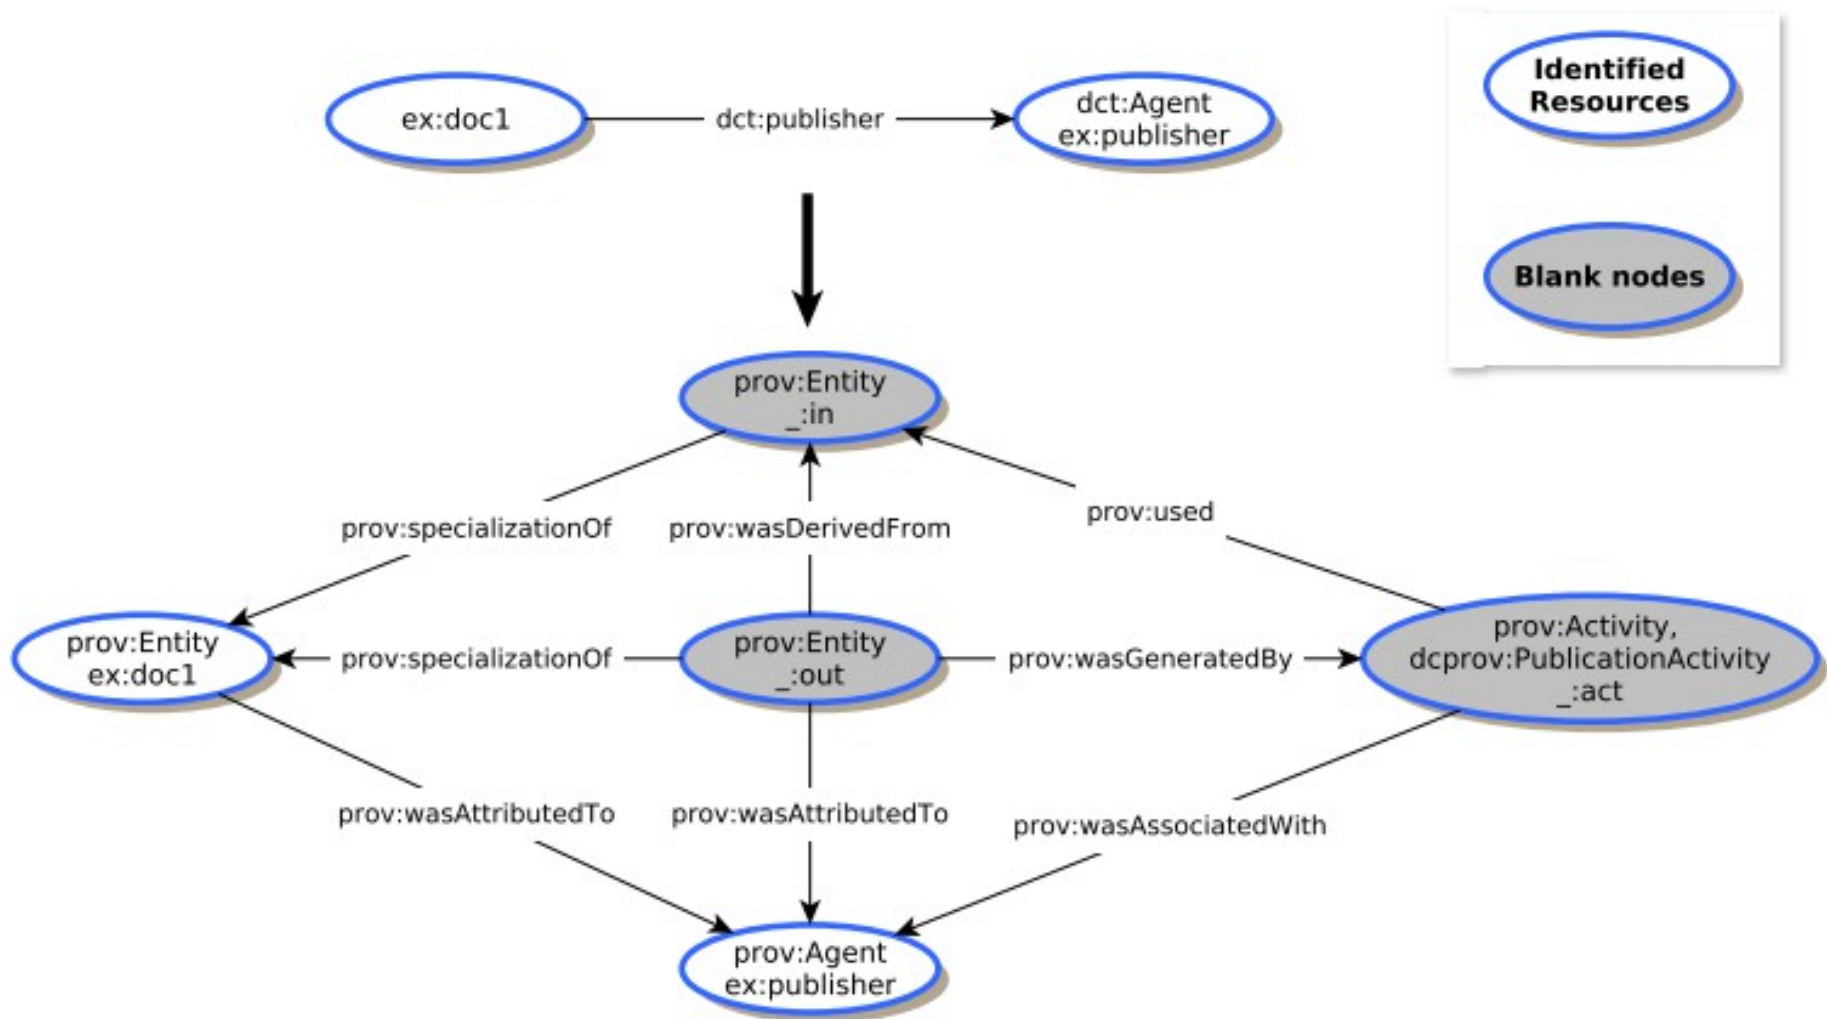 ex:doc1
dct:publisher
dct:Agent
ex:publisher
Identified
Resources
Blank nodes
prov:Entity
_:in
prov:specializationOf
prov:wasDerivedFrom
prov:used
prov:Entity
ex:doc1
prov:specializationOf
prov:Entity
_:out
prov:wasGeneratedBy
prov:Activity,
dcprov:PublicationActivity
_:act
prov:wasAttributedTo
prov:wasAttributedTo
prov:wasAssociatedWith
prov:Agent
ex:publisher